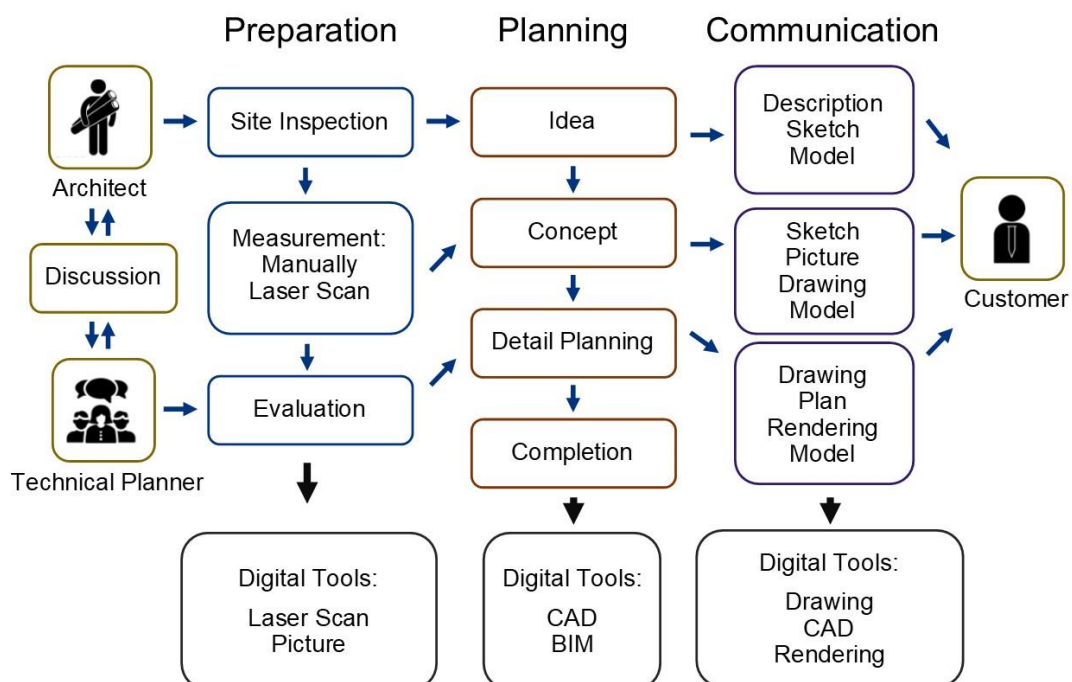 Preparation
Planning
Communication
Architect
Discussion
Technical Planner
Site Inspection
Measurement:
Manually
Laser Scan
Evaluation
Idea
Concept
Detail Planning
Completion
Description
Sketch
Model
Sketch
Picture
Drawing
Model
Drawing
Plan
Rendering
Model
Customer
Digital Tools:
Laser Scan
Picture
Digital Tools:
CAD
BIM
Digital Tools:
Drawing
CAD
Rendering